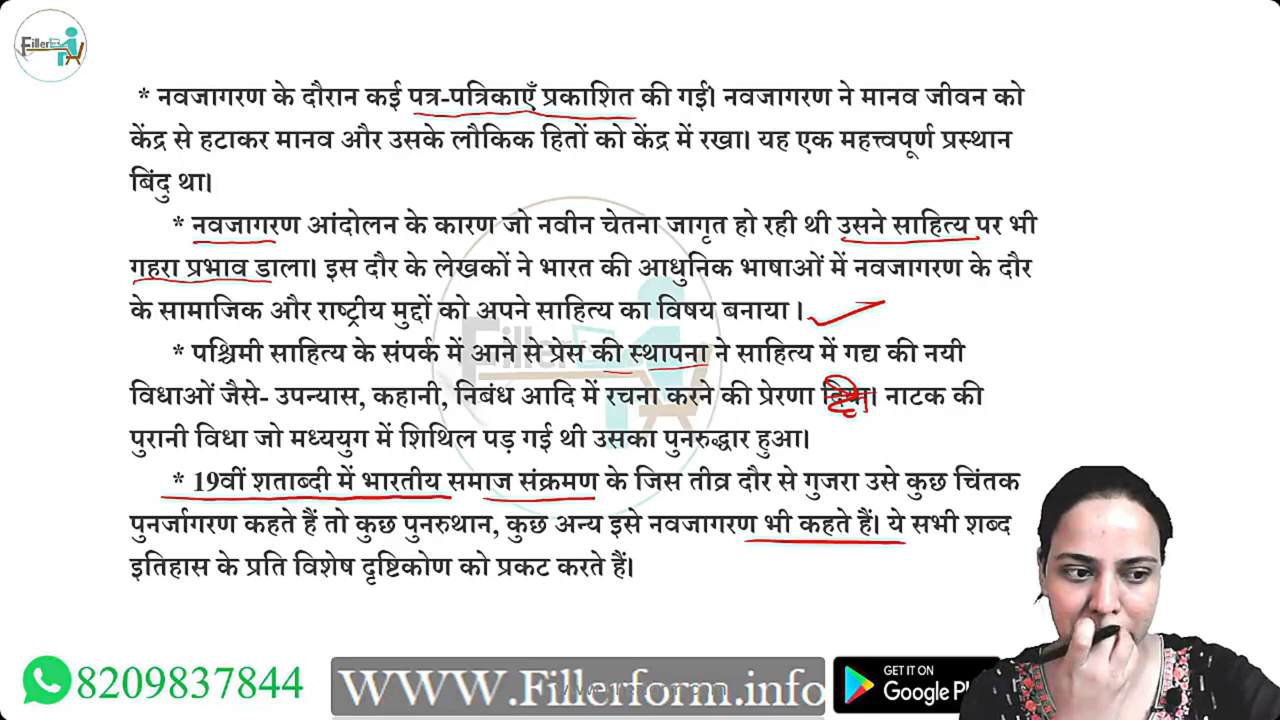 Filler
* नवजागरण के दौरान कई पत्र-पत्रिकाएँ प्रकाशित की गईं। नवजागरण ने मानव जीवन को
केंद्र से हटाकर मानव और उसके लौकिक हितों को केंद्र में रखा। यह एक महत्त्वपूर्ण प्रस्थान
बिंदु था।
* नवजागरण आंदोलन के कारण जो नवीन चेतना जागृत हो रही थी उसने साहित्य पर भी
गहरा प्रभाव डाला। इस दौर के लेखकों ने भारत की आधुनिक भाषाओं में नवजागरण के दौर
के सामाजिक और राष्ट्रीय मुद्दों को अपने साहित्य का विषय बनाया ।
* पश्चिमी साहित्य के संपर्क में आने से प्रेस की स्थापना ने साहित्य में गद्य की नयी
विधाओं जैसे- उपन्यास, कहानी, निबंध आदि में रचना करने की प्रेरणा नाटक की
पुरानी विधा जो मध्ययुग में शिथिल पड़ गई थी उसका पुनरुद्धार हुआ।
* 19वीं शताब्दी में भारतीय समाज संक्रमण के जिस तीव्र दौर से गुजरा उसे कुछ चिंतक
पुनर्जागरण कहते हैं तो कुछ पुनरुथान, कुछ अन्य इसे नवजागरण भी कहते हैं। ये सभी शब्द
इतिहास के प्रति विशेष दृष्टिकोण को प्रकट करते हैं।
8209837844
WWW.Fillerform.info
GET IT ON
Google Pl